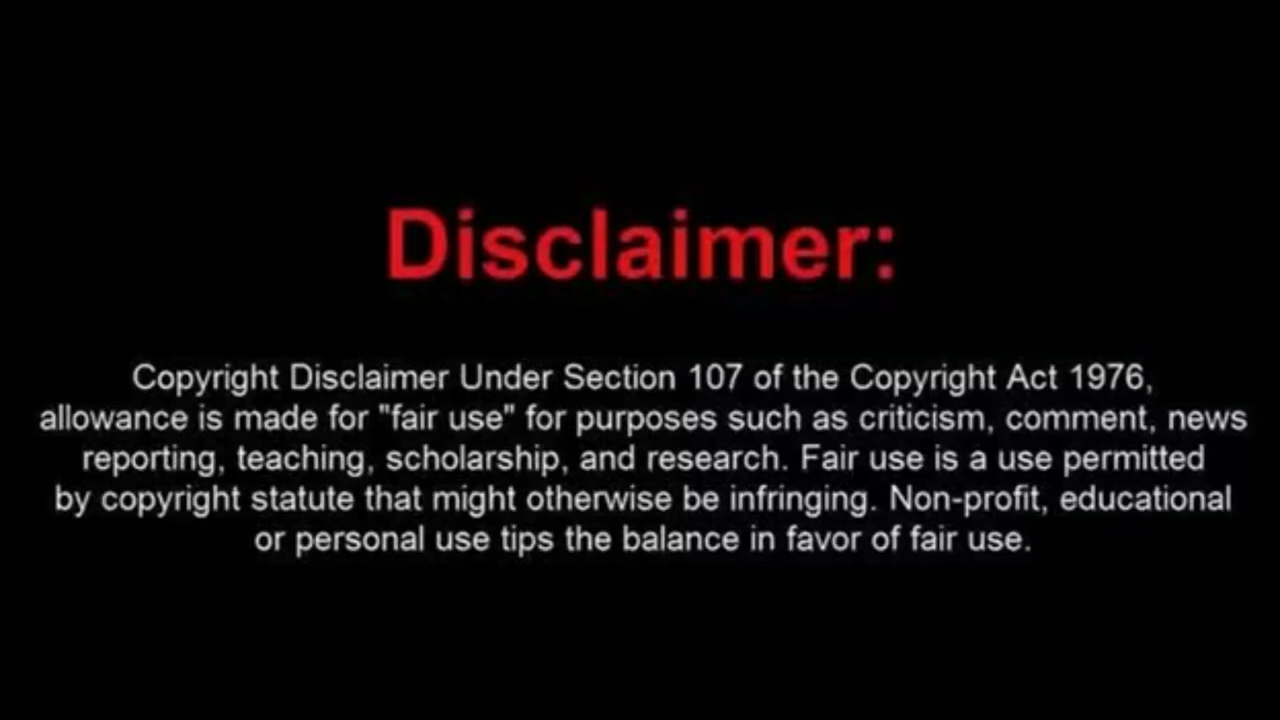 Disclaimer:
Copyright Disclaimer Under Section 107 of the Copyright Act 1976,
allowance is made for "fair use" for purposes such as criticism, comment, news
reporting, teaching, scholarship, and research. Fair use is a use permitted
by copyright statute that might otherwise be infringing. Non-profit, educational
or personal use tips the balance in favor of fair use.